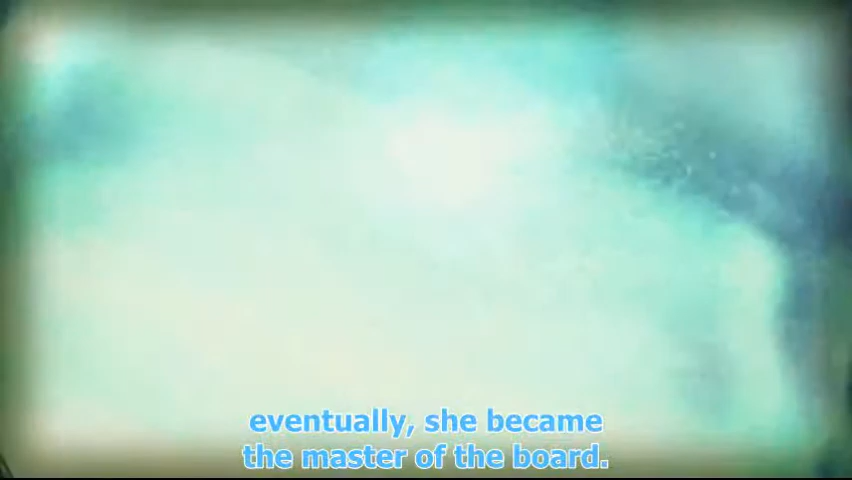 eventually, she became
the master of the board.